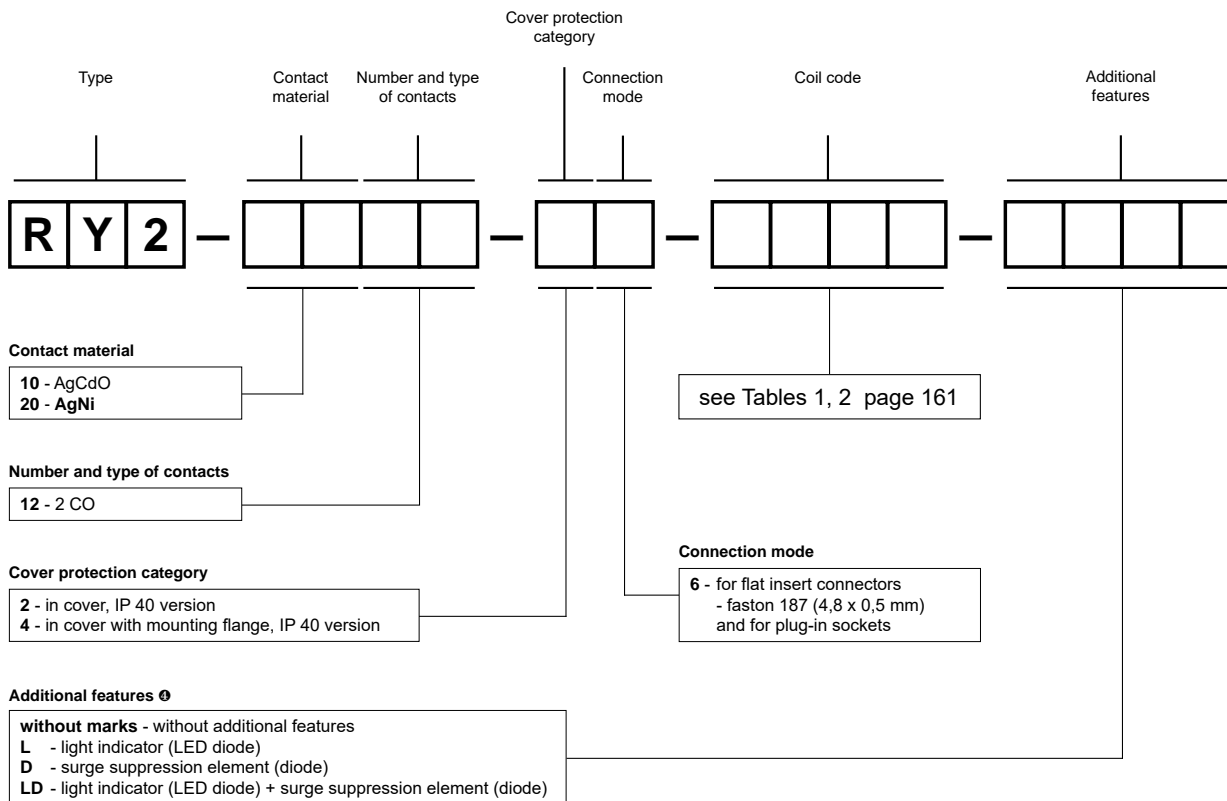 Cover protection
category
Type
Contact
material
Number and type
of contacts
Connection
mode
Coil code
Additional
features
R Y 2 – – – –
Contact material
10 - AgCdO
20 - AgNi
see Tables 1, 2 page 161
Number and type of contacts
12 - 2 CO
Cover protection category
2 - in cover, IP 40 version
4 - in cover with mounting flange, IP 40 version
Connection mode
6 - for flat insert connectors
- faston 187 (4,8 x 0,5 mm)
and for plug-in sockets
Additional features ❹
without marks - without additional features
L - light indicator (LED diode)
D - surge suppression element (diode)
LD - light indicator (LED diode) + surge suppression element (diode)